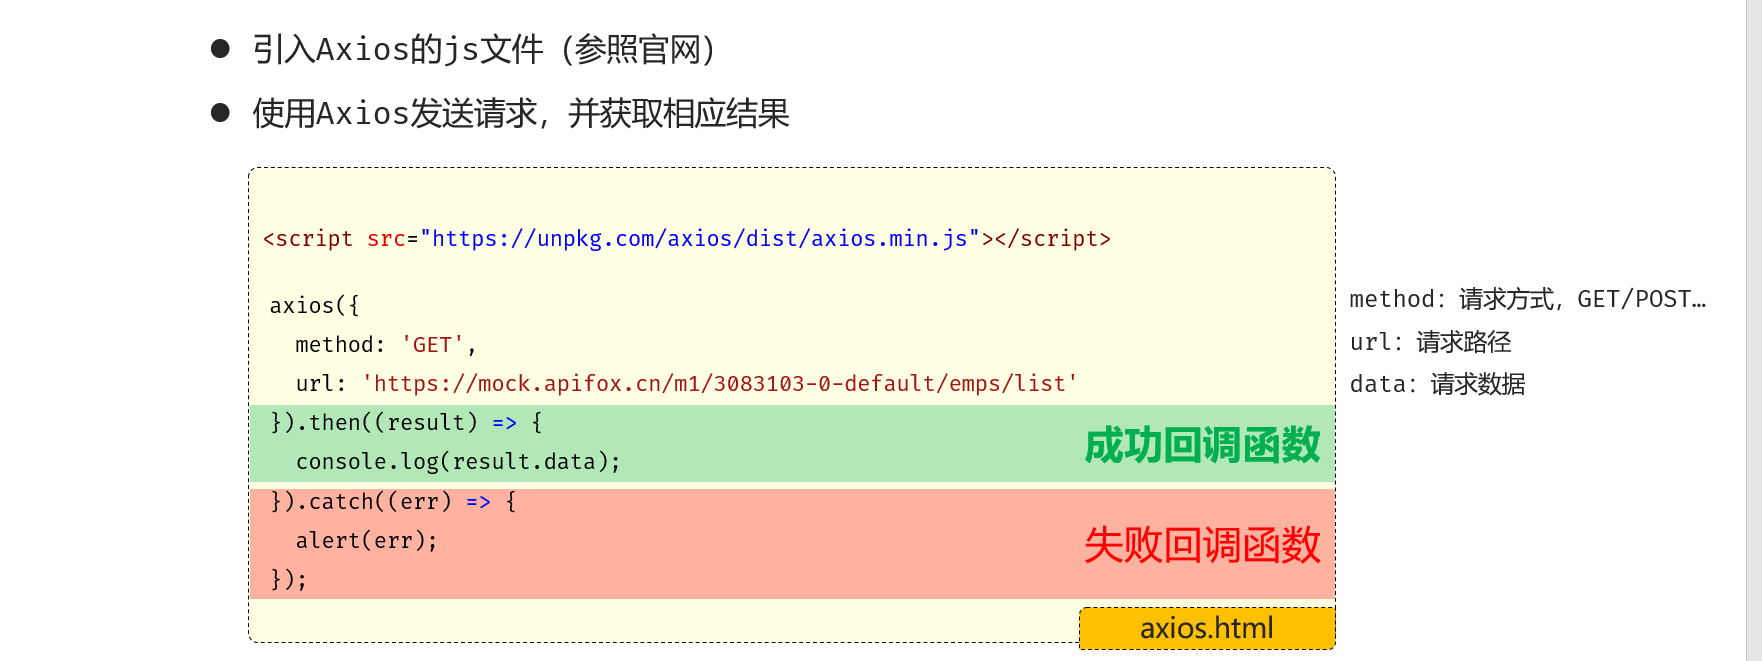 引入Axios的js文件（参照官网）
使用Axios发送请求，并获取相应结果
<script src="https://unpkg.com/axios/dist/axios.min.js"></script>
axios({
method: 'GET',
url: 'https://mock.apifox.cn/m1/3083103-0-default/emps/list'
}).then((result) => {
console.log(result.data);
成功回调函数
}).catch((err) => {
alert(err);
});
失败回调函数
axios.html
method：请求方式，GET/POST…
url：请求路径
data：请求数据